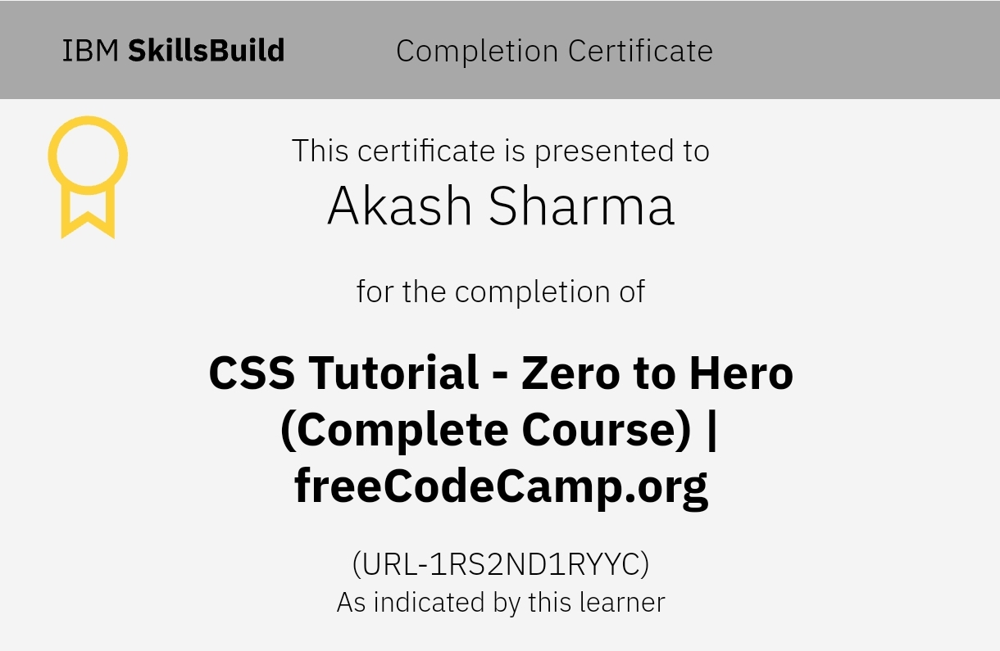 IBM SkillsBuild Completion Certificate
This certificate is presented to
Akash Sharma
for the completion of
CSS Tutorial - Zero to Hero
(Complete Course) |
freeCodeCamp.org
(URL-1RS2ND1RYYC)
As indicated by this learner